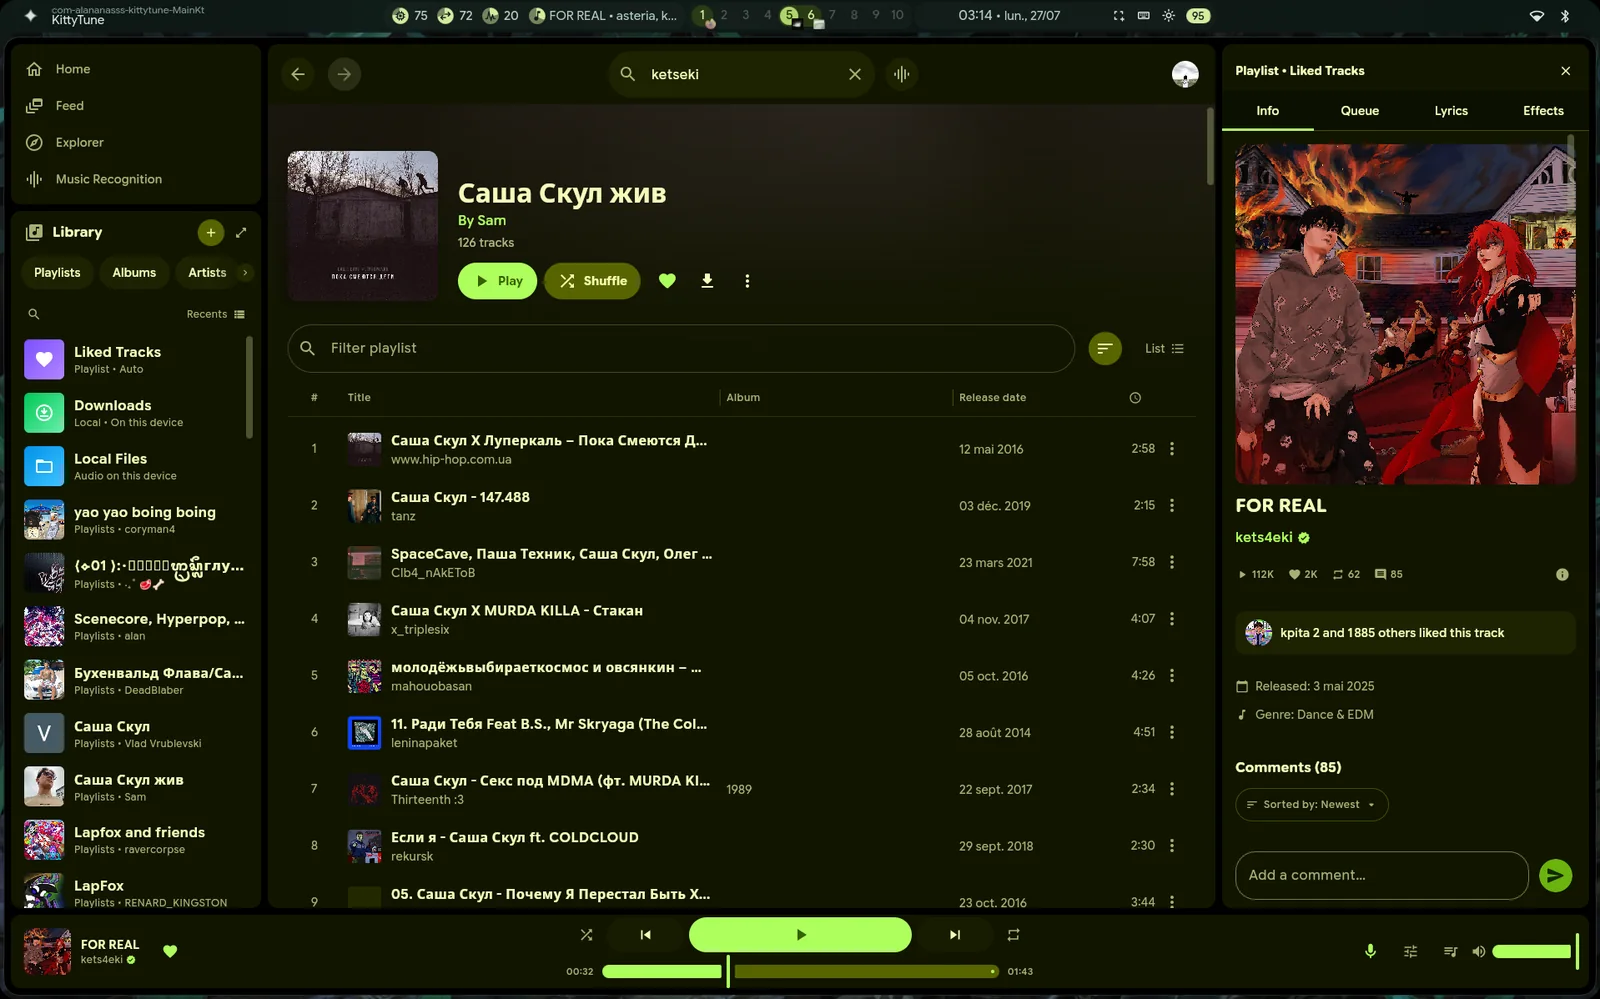 com-alananasss-kittytune-MainKt
KittyTune
75
72
20
FOR REAL • asteria, k...
1 2 3 4 5 6 7 8 9 10
03:14 • lun., 27/07
95
Home
Feed
Explorer
Music Recognition
Library
Playlists
Albums
Artists
Recents
Liked Tracks
Playlist • Auto
Downloads
Local • On this device
Local Files
Audio on this device
yao yao boing boing
Playlists • coryman4
Playlists •
Scenecore, Hyperpop, ...
Playlists • alan
Бухенвальд Флава/Са...
Playlists • DeadBlaber
V
Саша Скул
Playlists • Vlad Vrublevski
Саша Скул жив
Playlists • Sam
Lapfox and friends
Playlists • ravercorpse
LapFox
Playlists • RENARD_KINGSTON
ketseki
ПОКА СМЕЮТСЯ ДЕТИ
Саша Скул жив
By Sam
126 tracks
Play
Shuffle
Filter playlist
List
# Title Album Release date
1 Саша Скул X Луперкаль – Пока Смеются Д... 12 mai 2016 2:58
www.hip-hop.com.ua
2 Саша Скул - 147.488 03 déc. 2019 2:15
tanz
3 SpaceCave, Паша Техник, Саша Скул, Олег ... 23 mars 2021 7:58
Clb4_nAkEToB
4 Саша Скул X MURDA KILLA - Стакан 04 nov. 2017 4:07
x_triplesix
5 молодёжьвыбираеткосмос и овсянкин – ... 05 oct. 2016 4:26
mahouobasan
6 11. Ради Тебя Feat B.S., Mr Skryaga (The Col... 28 août 2014 4:51
leninapaket
7 Саша Скул - Секс под MDMA (фт. MURDA KI... 1989 22 sept. 2017 2:34
Thirteenth :3
8 Если я - Саша Скул ft. COLDCLOUD 29 sept. 2018 2:30
rekursk
9 05. Саша Скул - Почему Я Перестал Быть Х... 23 oct. 2016 3:44
Playlist • Liked Tracks
Info
Queue
Lyrics
Effects
FOR REAL
kets4eki
112K 2K 62 85
kpita 2 and 1885 others liked this track
Released: 3 mai 2025
Genre: Dance & EDM
Comments (85)
Sorted by: Newest
Add a comment...
FOR REAL
kets4eki
00:32
01:43